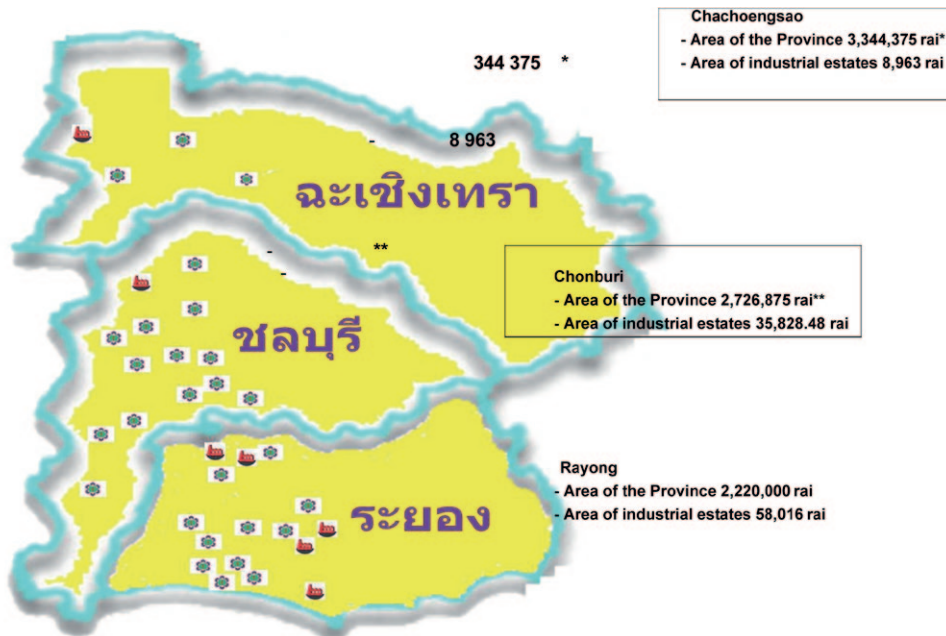 Chachoengsao
- Area of the Province 3,344,375 rai*
- Area of industrial estates 8,963 rai
344 375 *
- 8 963
ฉะเชิงเทรา
- **
-
Chonburi
- Area of the Province 2,726,875 rai**
- Area of industrial estates 35,828.48 rai
ชลบุรี
Rayong
- Area of the Province 2,220,000 rai
- Area of industrial estates 58,016 rai
ระยอง